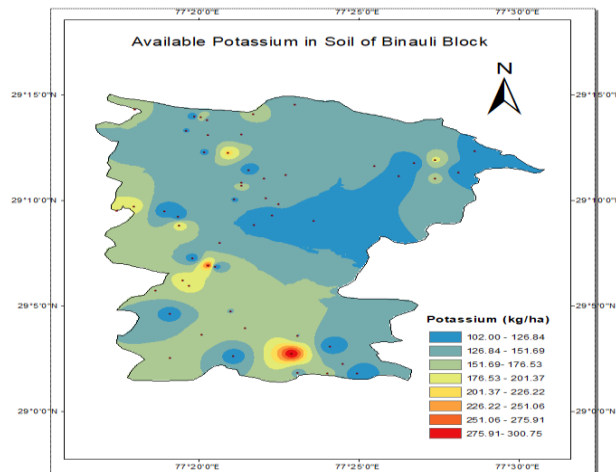 77°20'0"E 77°25'0"E 77°30'0"E
Available Potassium in Soil of Binauli Block
N
29°15'0"N 29°15'0"N
29°10'0"N 29°10'0"N
29°5'0"N 29°5'0"N
Potassium (kg/ha)
102.00 - 126.84
126.84 - 151.69
151.69 - 176.53
176.53 - 201.37
201.37 - 226.22
226.22 - 251.06
251.06 - 275.91
275.91- 300.75
29°0'0"N 29°0'0"N
77°20'0"E 77°25'0"E 77°30'0"E